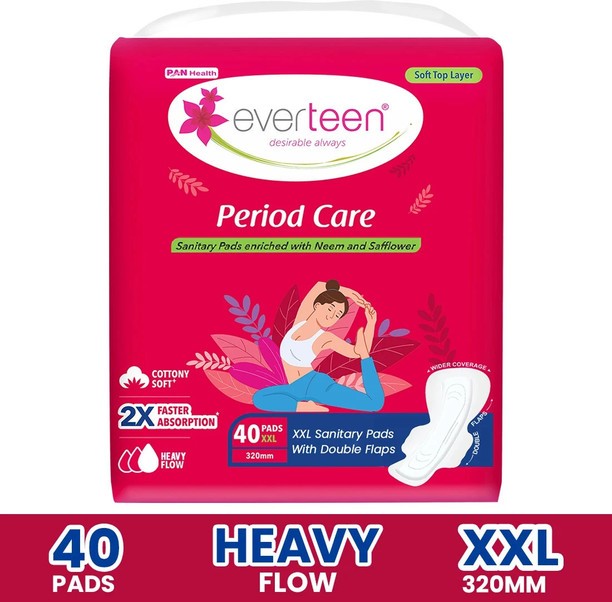 PAN Health
Soft Top Layer
everteen®
desirable always
Period Care
Sanitary Pads enriched with Neem and Safflower
COTTONY
SOFT+
2X FASTER
ABSORPTION*
HEAVY
FLOW
40 PADS
XXL
320mm
XXL Sanitary Pads
With Double Flaps
WIDER COVERAGE
DOUBLE FLAPS
40
PADS
HEAVY
FLOW
XXL
320MM